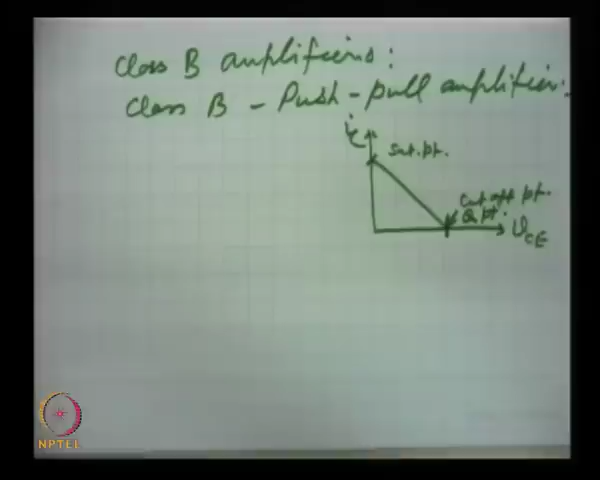 Class B amplifiers:
Class B - Push-pull amplifier:
ic
Sat. pt.
Cut off pt.
Q pt.
VCE
NPTEL